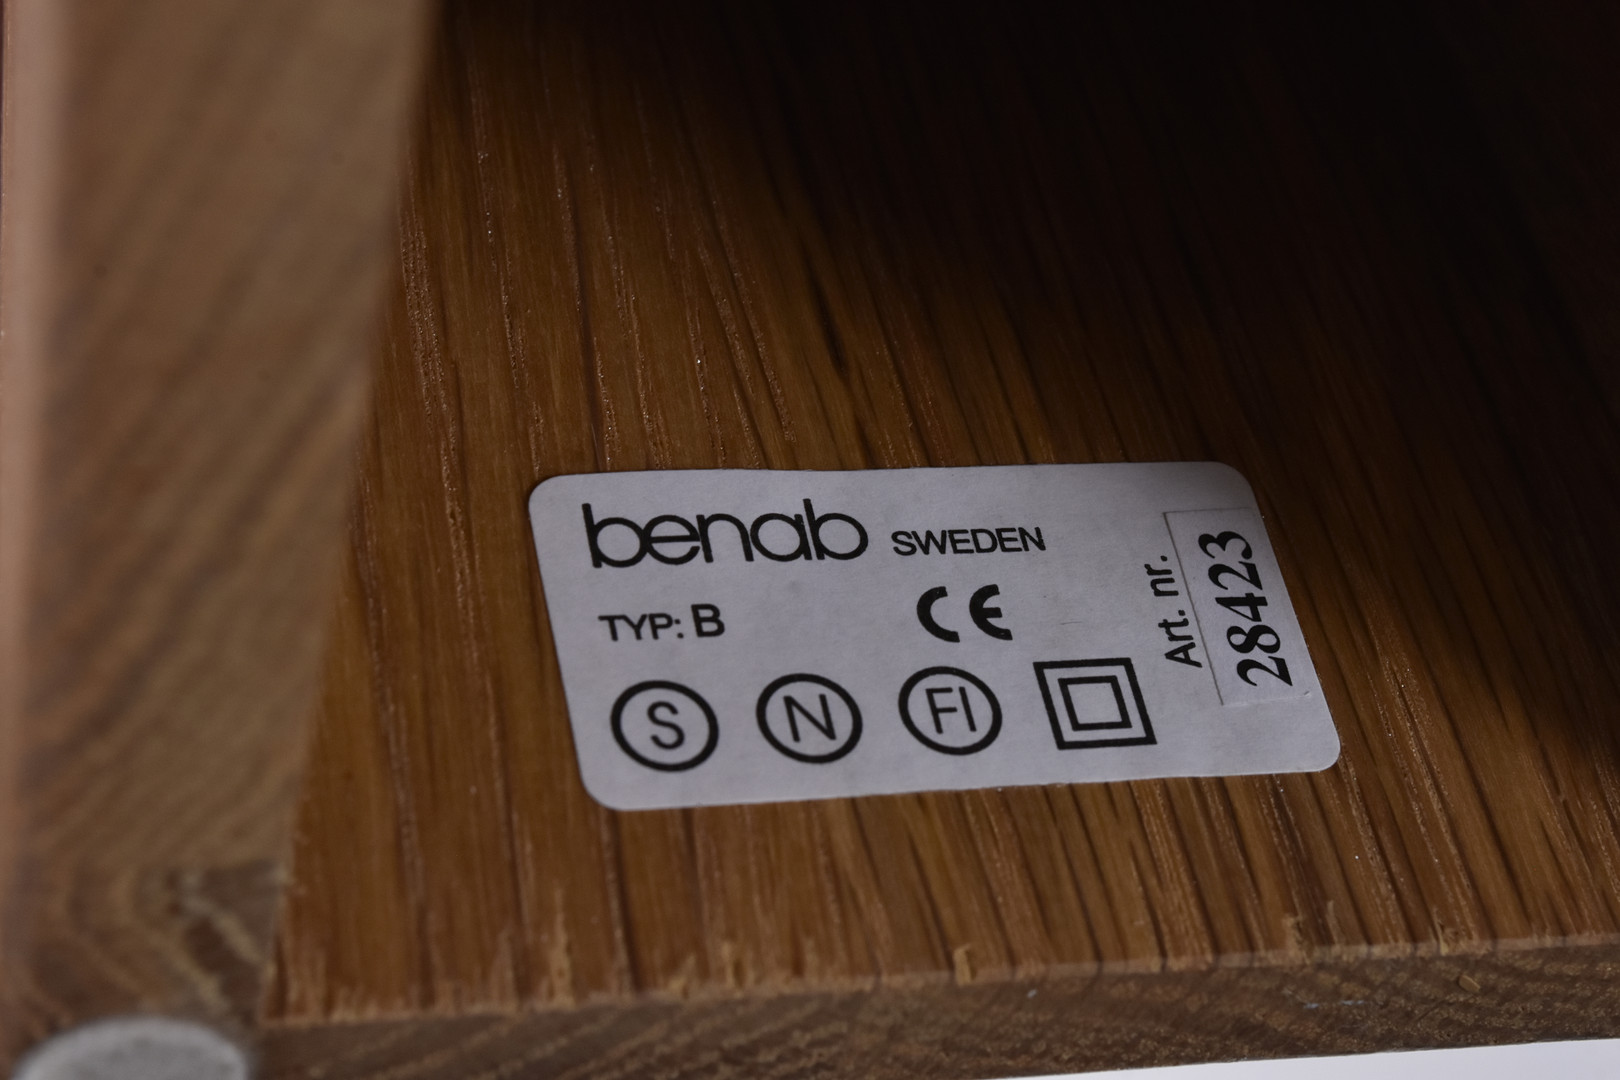 benab SWEDEN
TYP: B
CE
S N FI
Art. nr.
28423